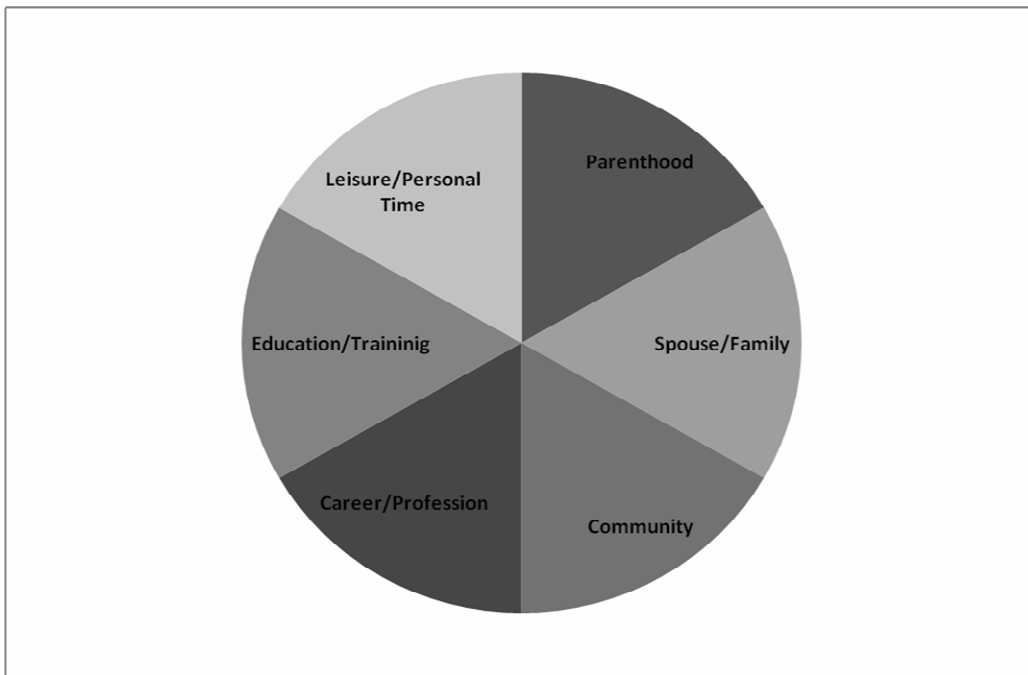 Parenthood
Spouse/Family
Community
Career/Profession
Education/Traininig
Leisure/Personal
Time